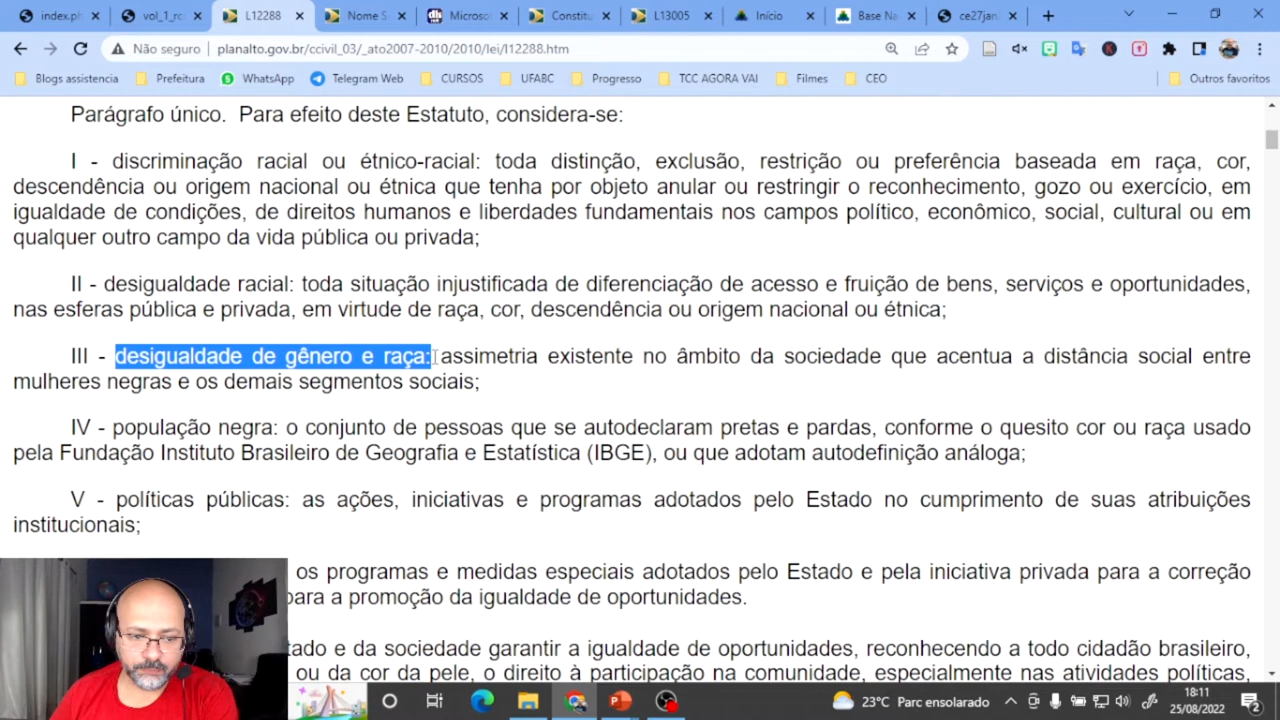 index.p
vol_1_rc
L12288
Nome S
Microso
Constitu
L13005
Início
Base Na
ce27jan
Não seguro
planalto.gov.br/ccivil_03/_ato2007-2010/2010/lei/l12288.htm
Blogs assistencia
Prefeitura
WhatsApp
Telegram Web
CURSOS
UFABC
Progresso
TCC AGORA VAI
Filmes
CEO
Outros favoritos
Parágrafo único. Para efeito deste Estatuto, considera-se:
I - discriminação racial ou étnico-racial: toda distinção, exclusão, restrição ou preferência baseada em raça, cor,
descendência ou origem nacional ou étnica que tenha por objeto anular ou restringir o reconhecimento, gozo ou exercício, em
igualdade de condições, de direitos humanos e liberdades fundamentais nos campos político, econômico, social, cultural ou em
qualquer outro campo da vida pública ou privada;
II - desigualdade racial: toda situação injustificada de diferenciação de acesso e fruição de bens, serviços e oportunidades,
nas esferas pública e privada, em virtude de raça, cor, descendência ou origem nacional ou étnica;
III - desigualdade de gênero e raça: assimetria existente no âmbito da sociedade que acentua a distância social entre
mulheres negras e os demais segmentos sociais;
IV - população negra: o conjunto de pessoas que se autodeclaram pretas e pardas, conforme o quesito cor ou raça usado
pela Fundação Instituto Brasileiro de Geografia e Estatística (IBGE), ou que adotam autodefinição análoga;
V - políticas públicas: as ações, iniciativas e programas adotados pelo Estado no cumprimento de suas atribuições
institucionais;
os programas e medidas especiais adotados pelo Estado e pela iniciativa privada para a correção
para a promoção da igualdade de oportunidades.
tado e da sociedade garantir a igualdade de oportunidades, reconhecendo a todo cidadão brasileiro,
ou da cor da pele, o direito à participação na comunidade, especialmente nas atividades políticas,
23°C Parc ensolarado
18:11
25/08/2022
2